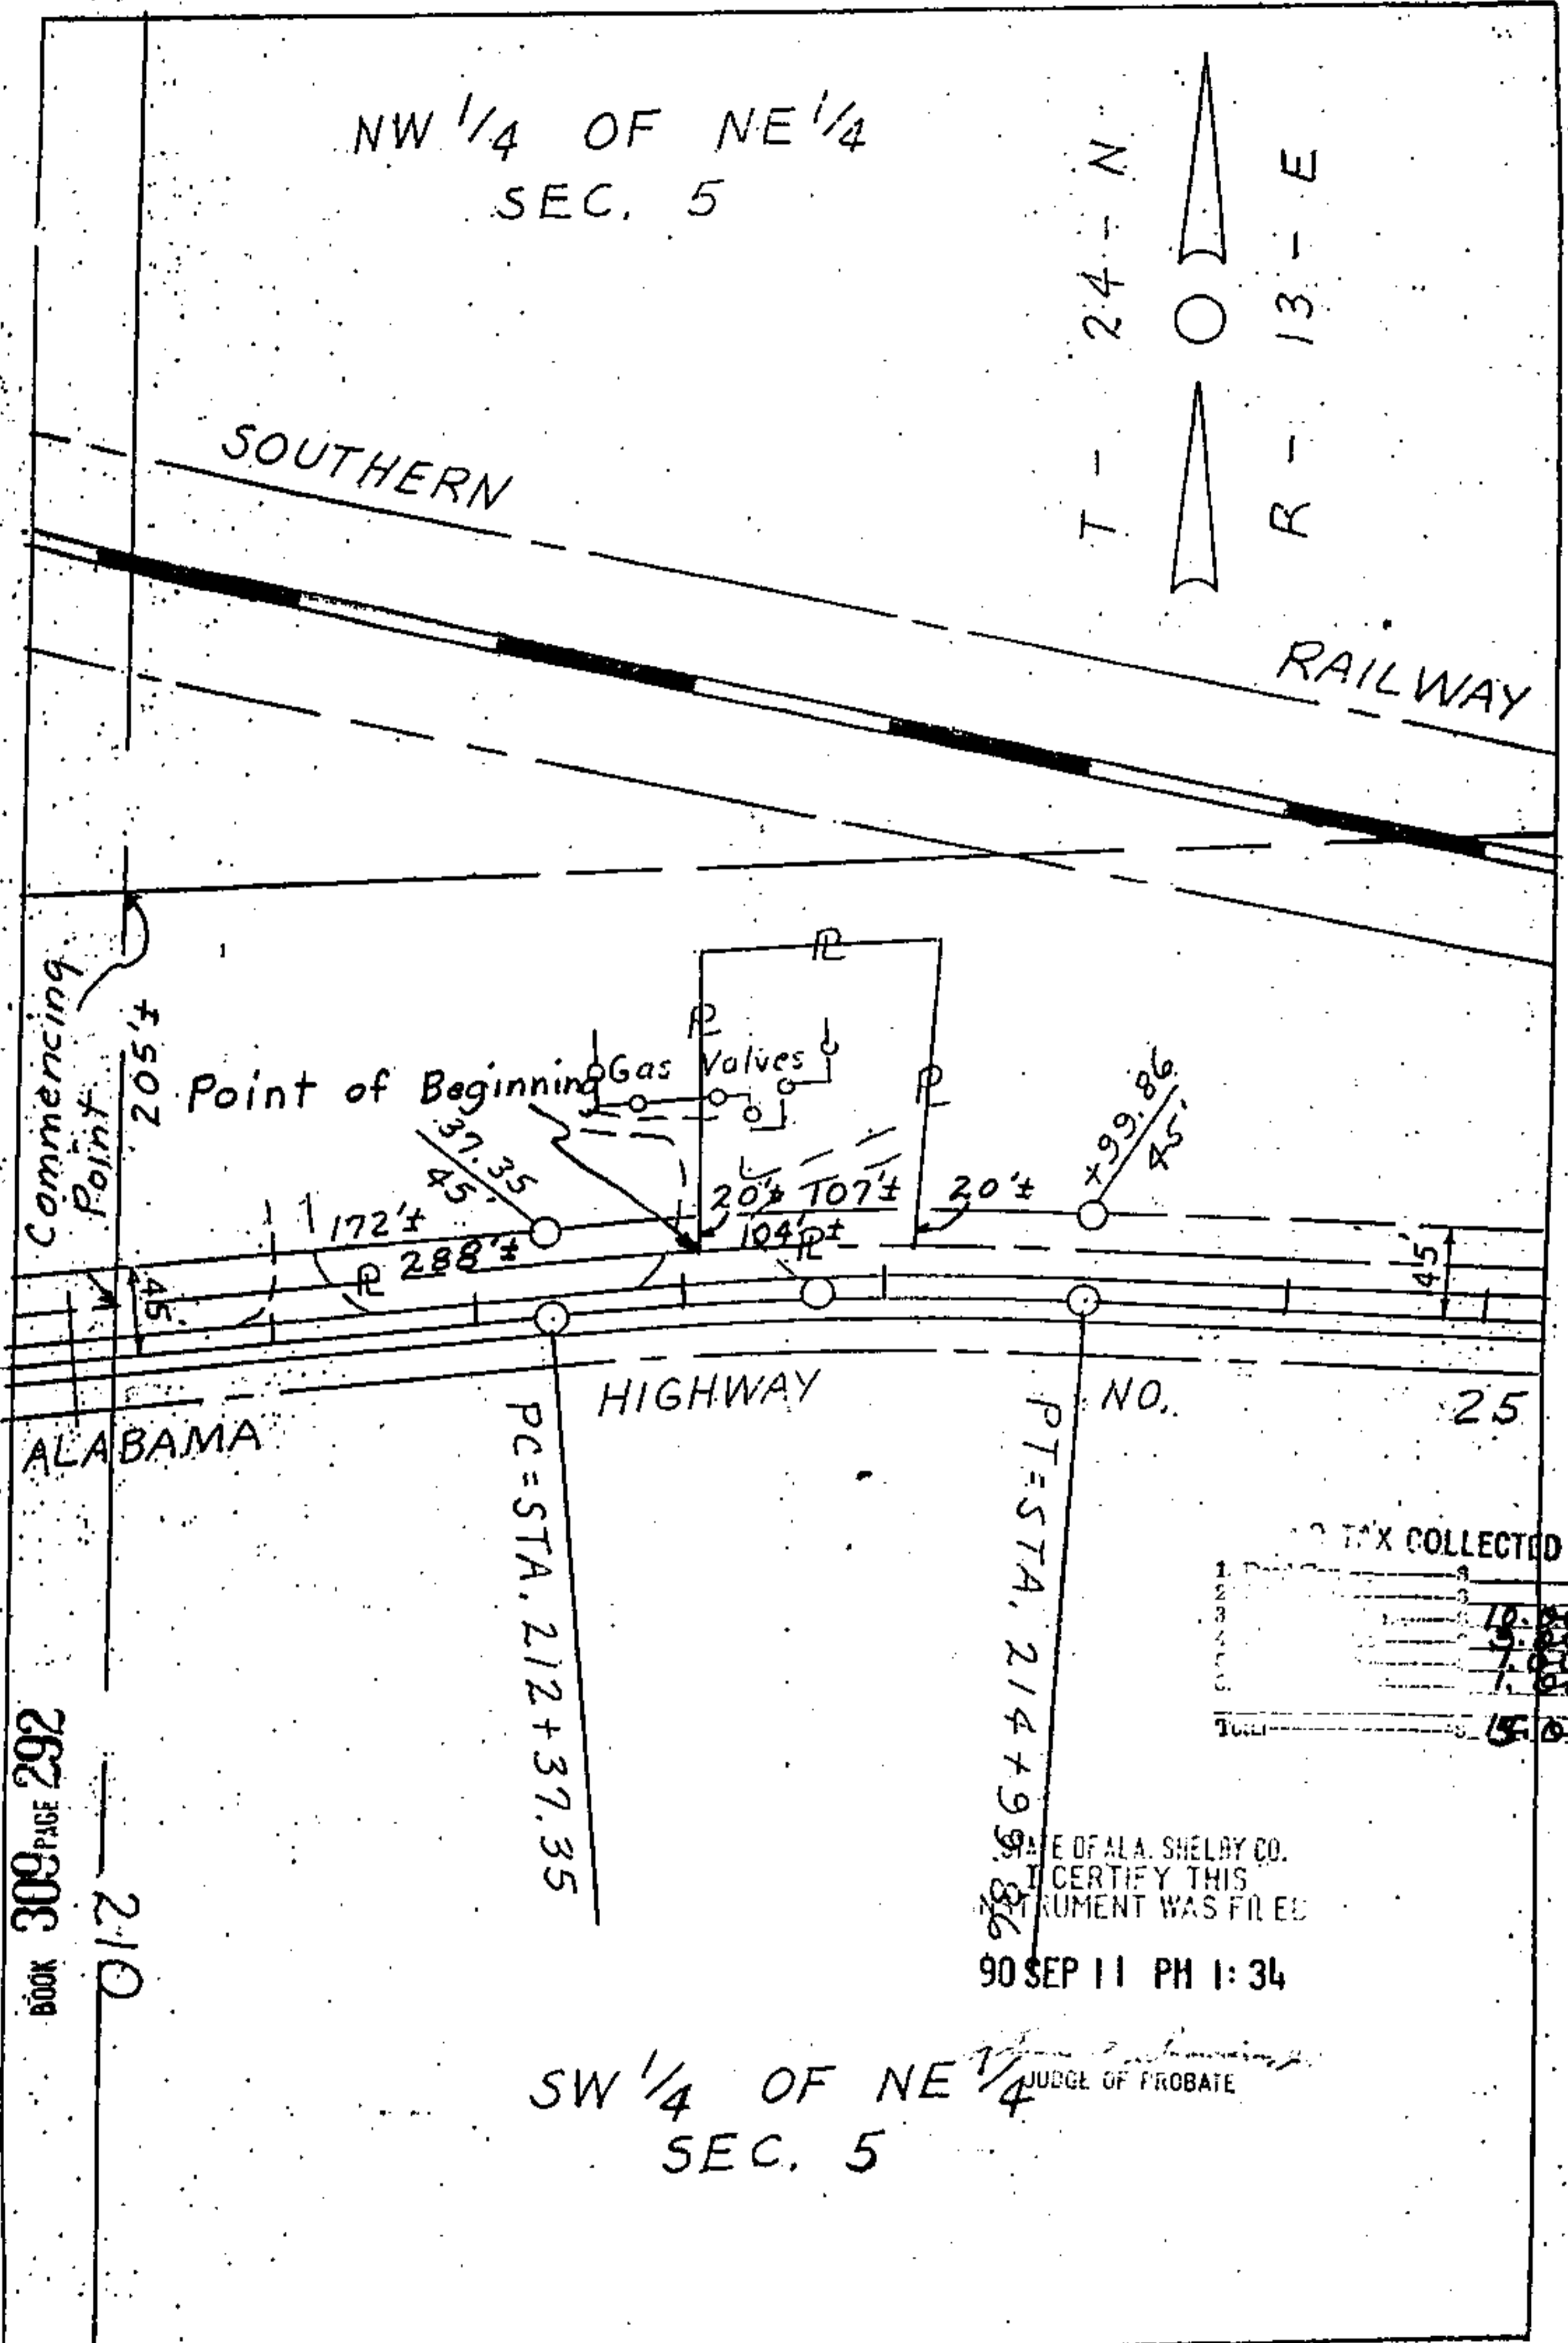 NW 1/4 OF NE 1/4
SEC. 5
T - 24 - N
R - 13 - E
SOUTHERN
RAILWAY
Commencing
Point
205'±
Point of Beginning
Gas Valves
37.35
45'
+99.86
45'
172'±
288'±
20'±
107'±
20'±
104'±
45'
45'
ALABAMA
HIGHWAY
NO.
25
PC = STA. 212+37.35
PT = STA. 214+99.86
TAX COLLECTED
1
2
3
BOOK 309 PAGE 292
210
STATE OF ALA. SHELBY CO.
I CERTIFY THIS
INSTRUMENT WAS FILED
90 SEP 11 PM 1:34
JUDGE OF PROBATE
SW 1/4 OF NE 1/4
SEC. 5